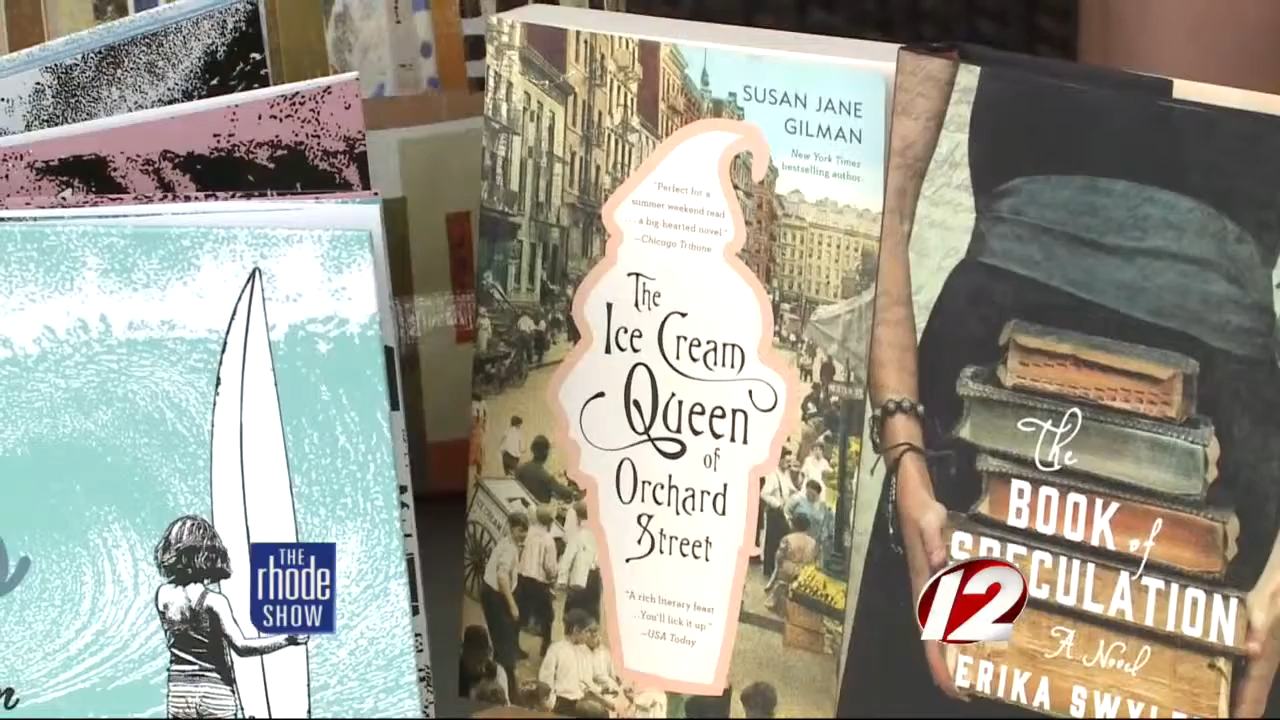 SUSAN JANE
GILMAN
New York Times
bestselling author.
"Perfect for a
summer weekend read
...a big-hearted novel."
—Chicago Tribune
The
Ice Cream
Queen
of
Orchard
Street
"A rich literary feast
...You'll lick it up."
—USA Today
ICE CREAM
The
BOOK of
SPECULATION
A Novel
ERIKA SWYL
THE
rhode
SHOW
12